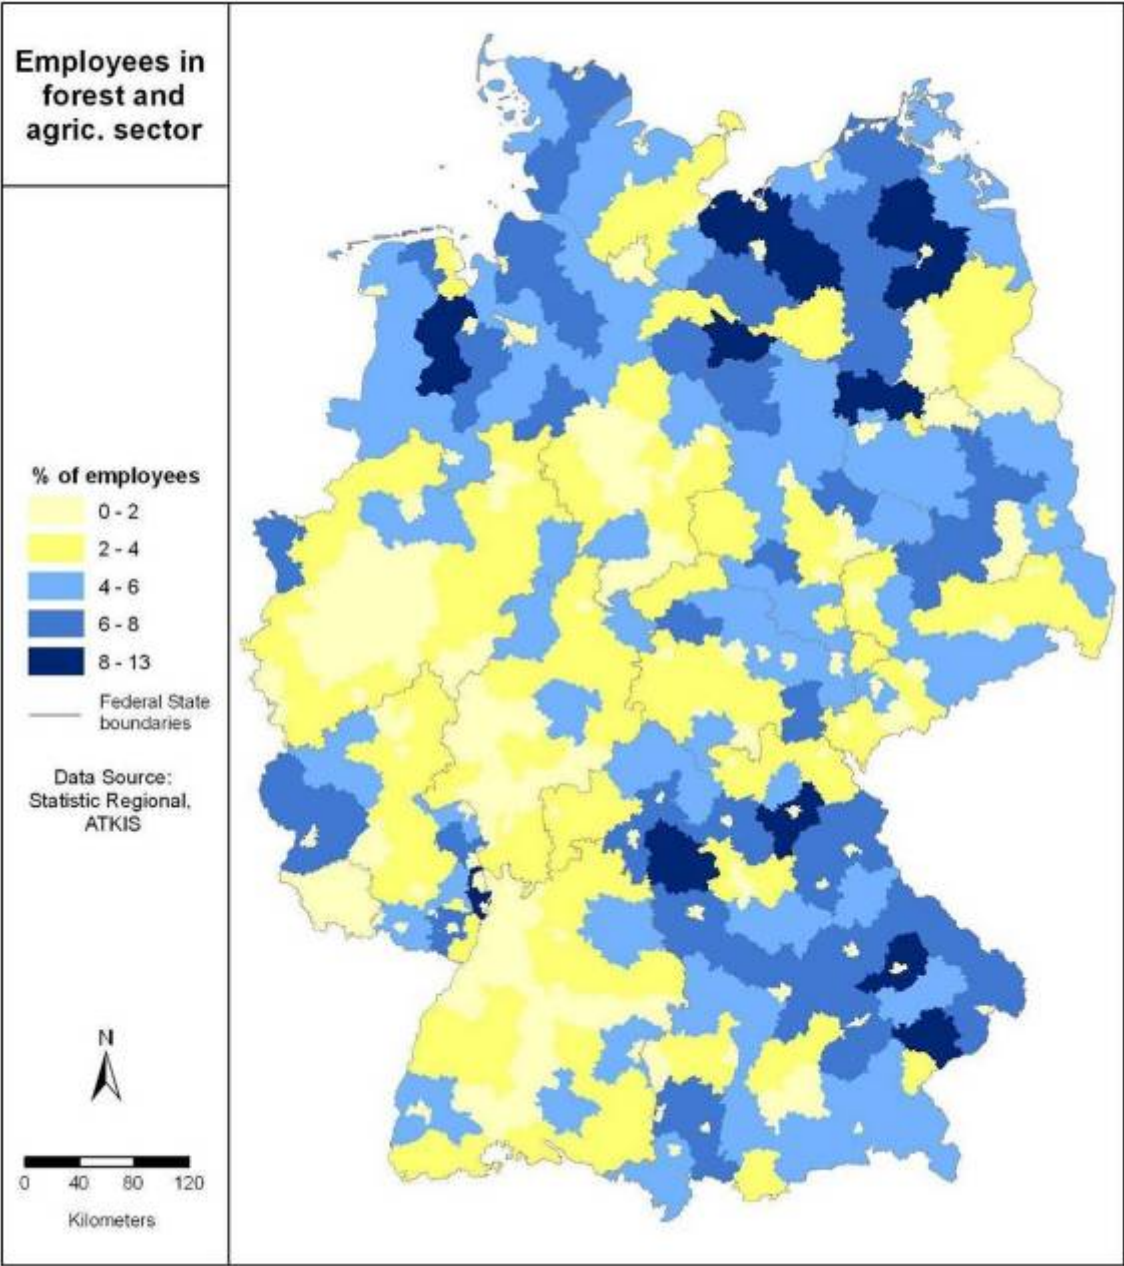 Employees in
forest and
agric. sector
% of employees
0 - 2
2 - 4
4 - 6
6 - 8
8 - 13
Federal State
boundaries
Data Source:
Statistic Regional,
ATKIS
N
0 40 80 120
Kilometers